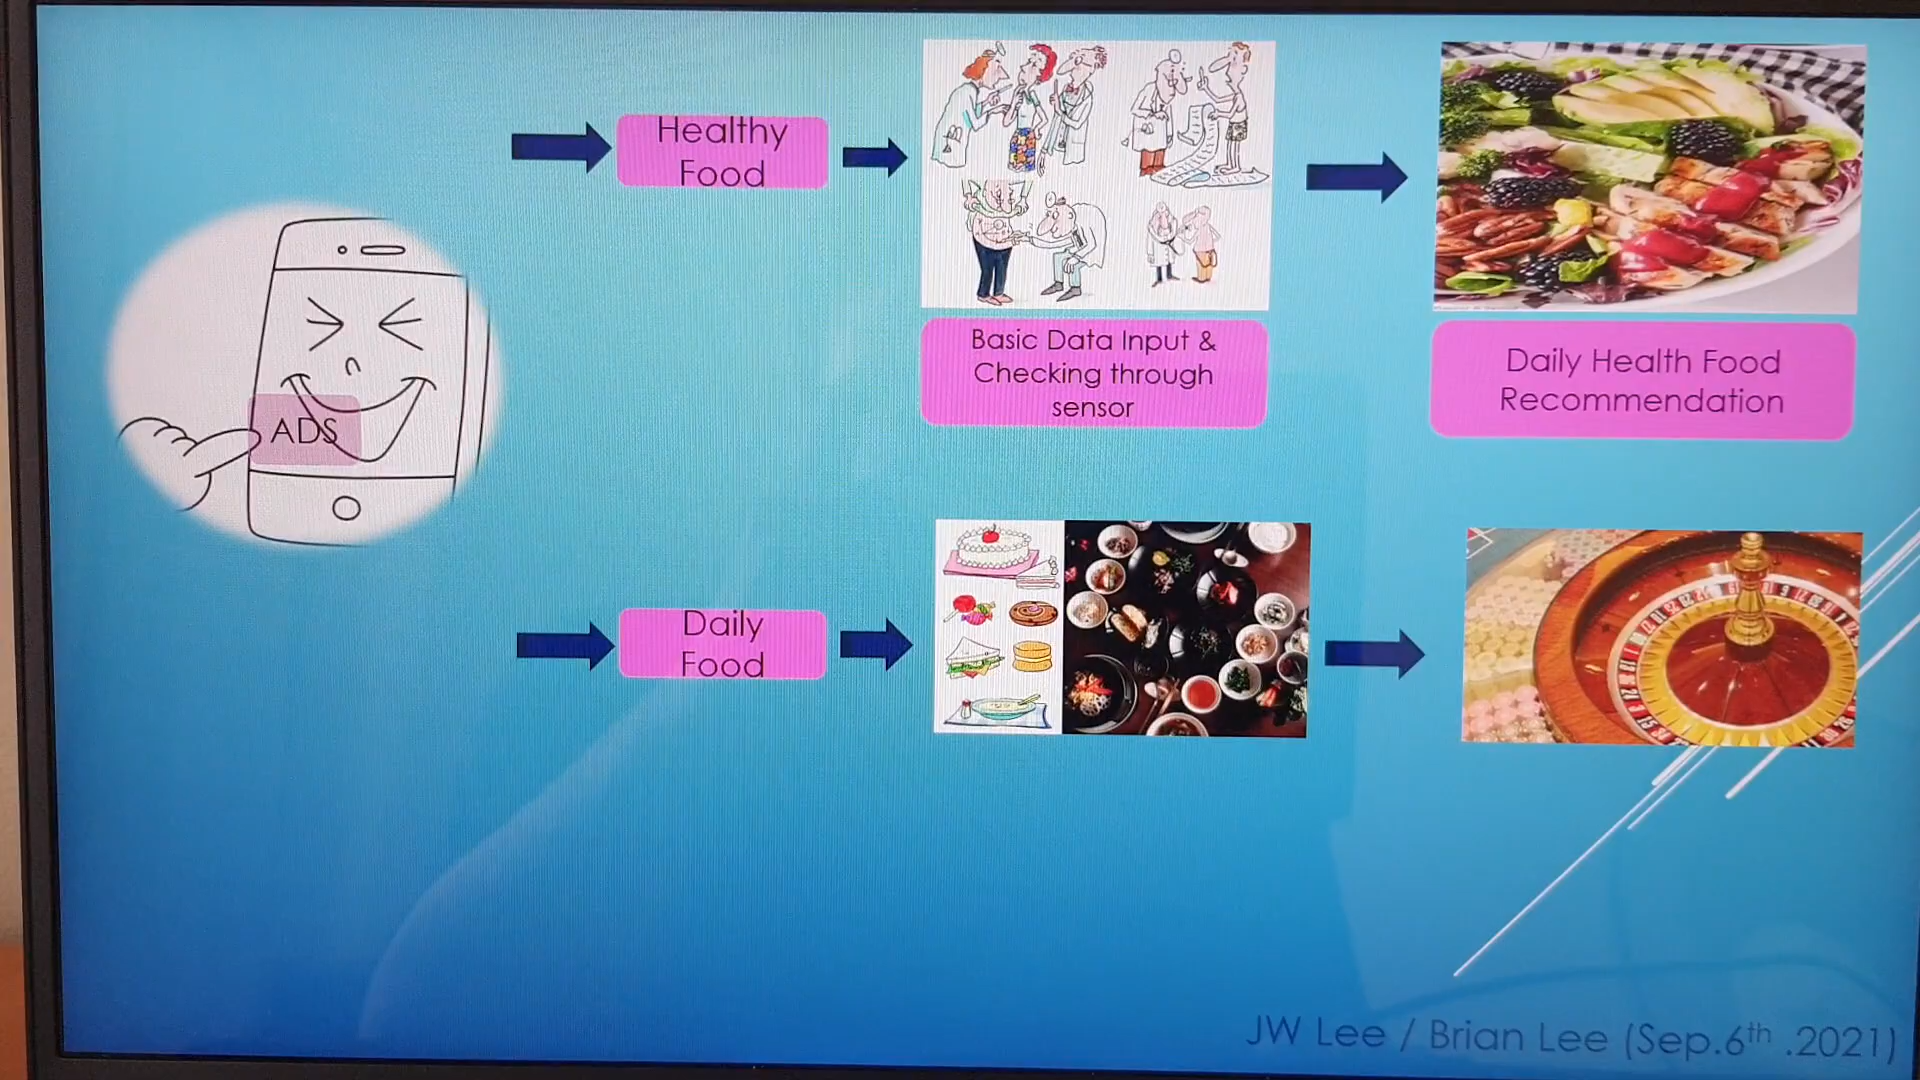 Healthy
Food
Basic Data Input &
Checking through
sensor
Daily Health Food
Recommendation
ADS
Daily
Food
JW Lee / Brian Lee (Sep.6th .2021)